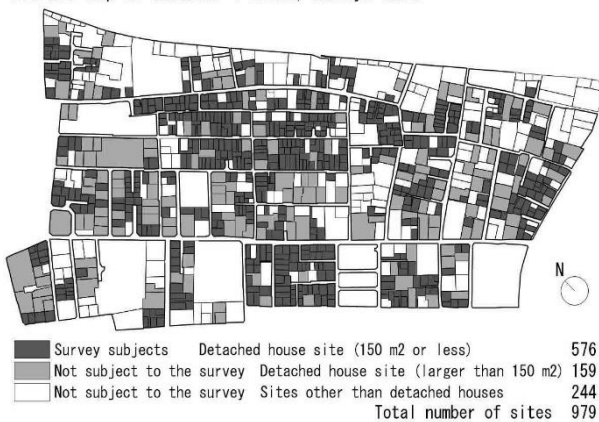 N
Survey subjects Detached house site (150 m2 or less) 576
Not subject to the survey Detached house site (larger than 150 m2) 159
Not subject to the survey Sites other than detached houses 244
Total number of sites 979